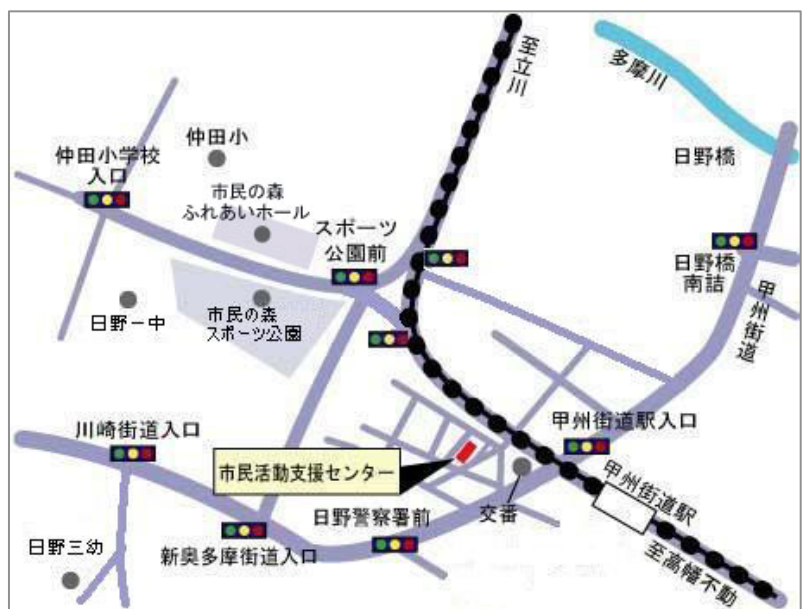 至立川
多摩川
仲田小
日野橋
仲田小学校
入口
市民の森
ふれあいホール
スポーツ
公園前
日野橋
南詰
甲州街道
日野一中
市民の森
スポーツ公園
川崎街道入口
甲州街道駅入口
市民活動支援センター
甲州街道駅
交番
日野警察署前
日野三幼
新奥多摩街道入口
至高幡不動